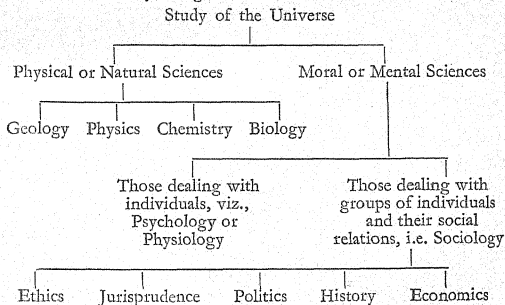 Study of the Universe
Physical or Natural Sciences
Moral or Mental Sciences
Geology Physics Chemistry Biology
Those dealing with
individuals, viz.,
Psychology or
Physiology
Those dealing with
groups of individuals
and their social
relations, i.e. Sociology
Ethics Jurisprudence Politics History Economics